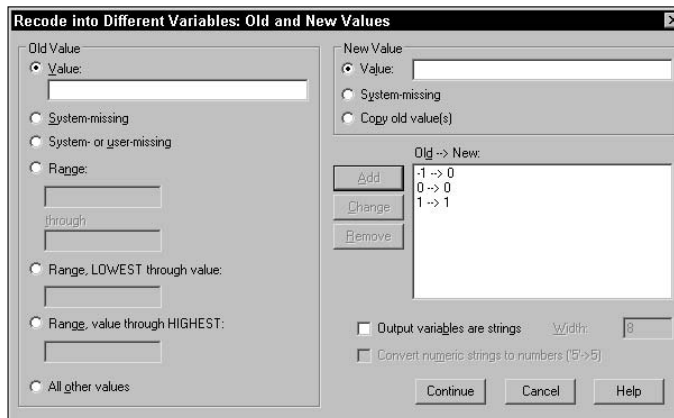 Recode into Different Variables: Old and New Values
Old Value
Value:
System-missing
System- or user-missing
Range:
through
Range, LOWEST through value:
Range, value through HIGHEST:
All other values
New Value
Value:
System-missing
Copy old value(s)
Old --> New:
Add
Change
Remove
-1 --> 0
0 --> 0
1 --> 1
Output variables are strings
Width:
8
Convert numeric strings to numbers ('5'->5)
Continue
Cancel
Help